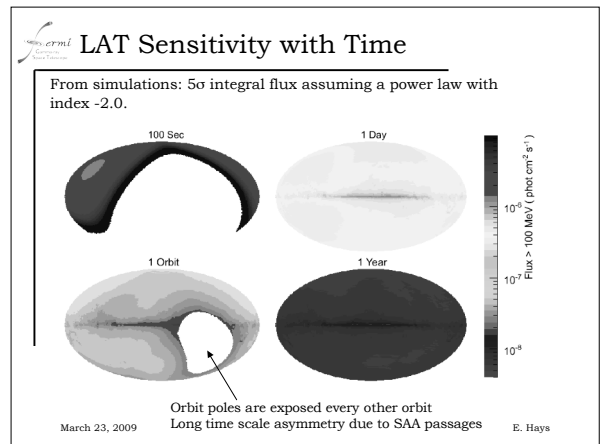 LAT Sensitivity with Time
From simulations: 5σ integral flux assuming a power law with
index -2.0.
100 Sec
1 Day
1 Orbit
1 Year
10⁻⁶
10⁻⁷
10⁻⁸
Flux > 100 MeV ( phot cm⁻² s⁻¹ )
Orbit poles are exposed every other orbit
Long time scale asymmetry due to SAA passages
March 23, 2009
E. Hays